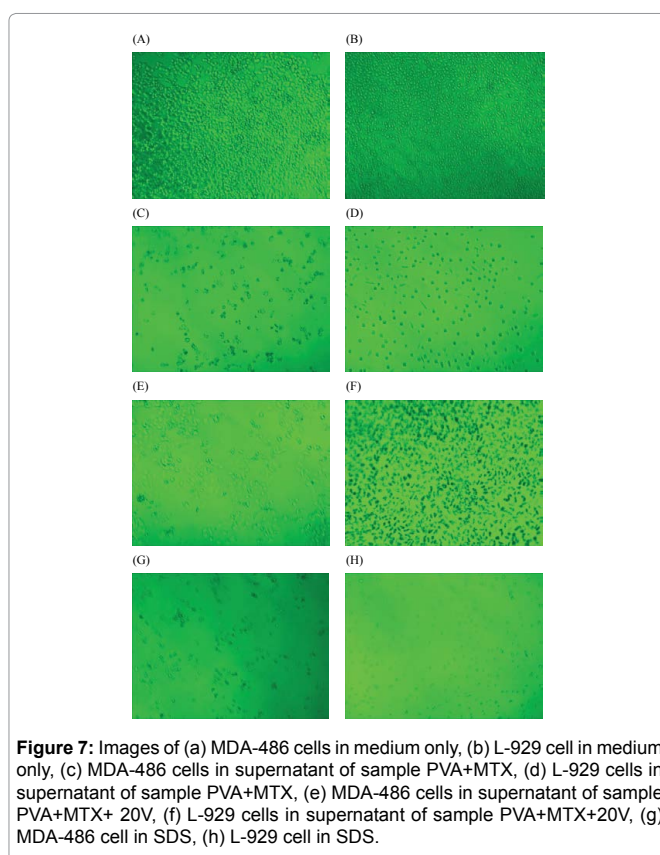 (A)
(B)
(C)
(D)
(E)
(F)
(G)
(H)
Figure 7: Images of (a) MDA-486 cells in medium only, (b) L-929 cell in medium
only, (c) MDA-486 cells in supernatant of sample PVA+MTX, (d) L-929 cells in
supernatant of sample PVA+MTX, (e) MDA-486 cells in supernatant of sample
PVA+MTX+ 20V, (f) L-929 cells in supernatant of sample PVA+MTX+20V, (g)
MDA-486 cell in SDS, (h) L-929 cell in SDS.